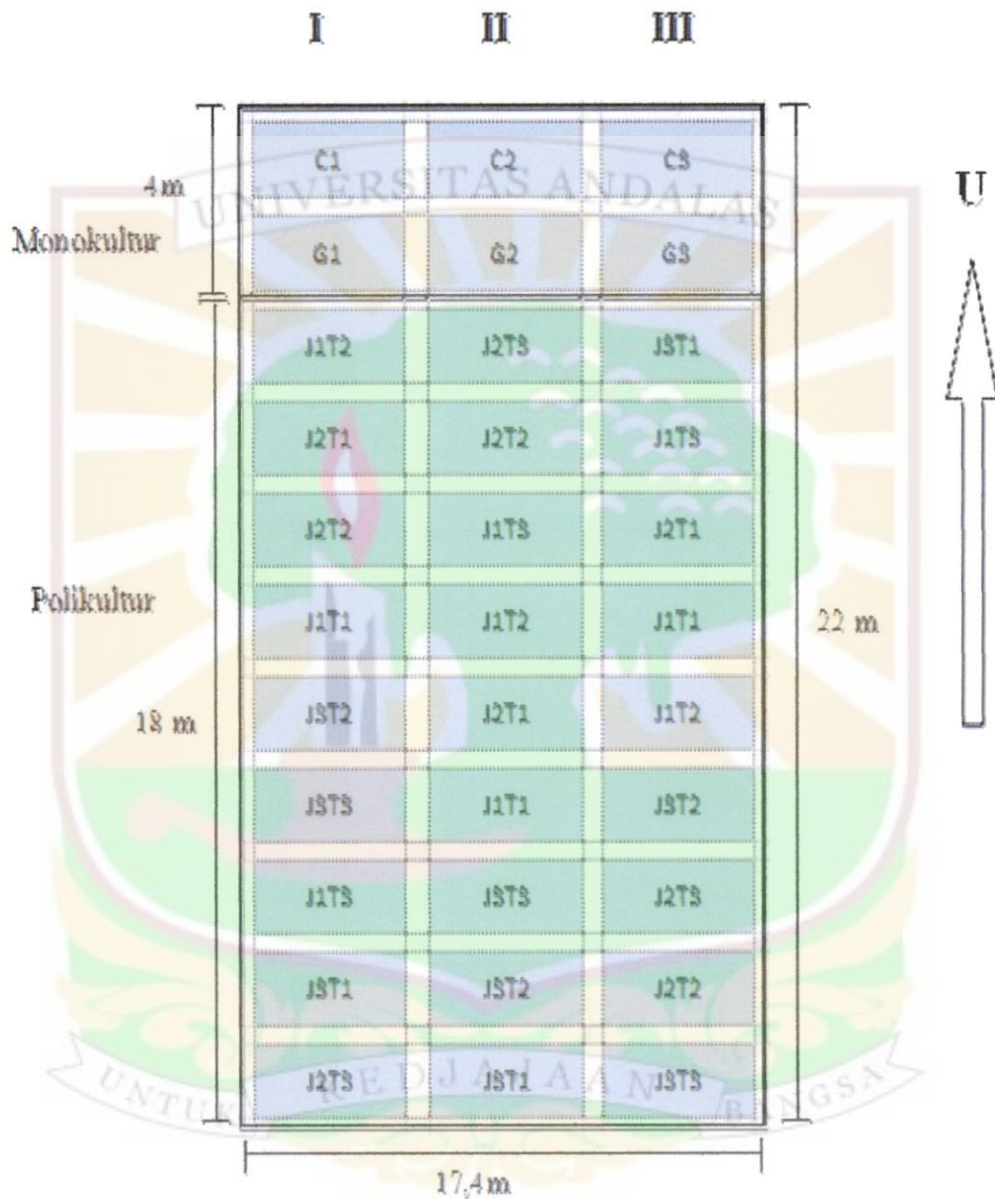 I II III
C1 C2 C3
4 m
UNIVERSITAS ANDALAS
U
Monokultur
G1 G2 G3
J1T2 J2T3 J3T1
J2T1 J2T2 J1T3
J2T2 J1T3 J2T1
Polikultur
J1T1 J1T2 J1T1
22 m
J3T2 J2T1 J1T2
18 m
J3T3 J1T1 J3T2
J1T3 J3T3 J2T3
J3T1 J3T2 J2T2
J2T3 J3T1 J3T3
UNTUK KEDJAJAAN BANGSA
17,4 m